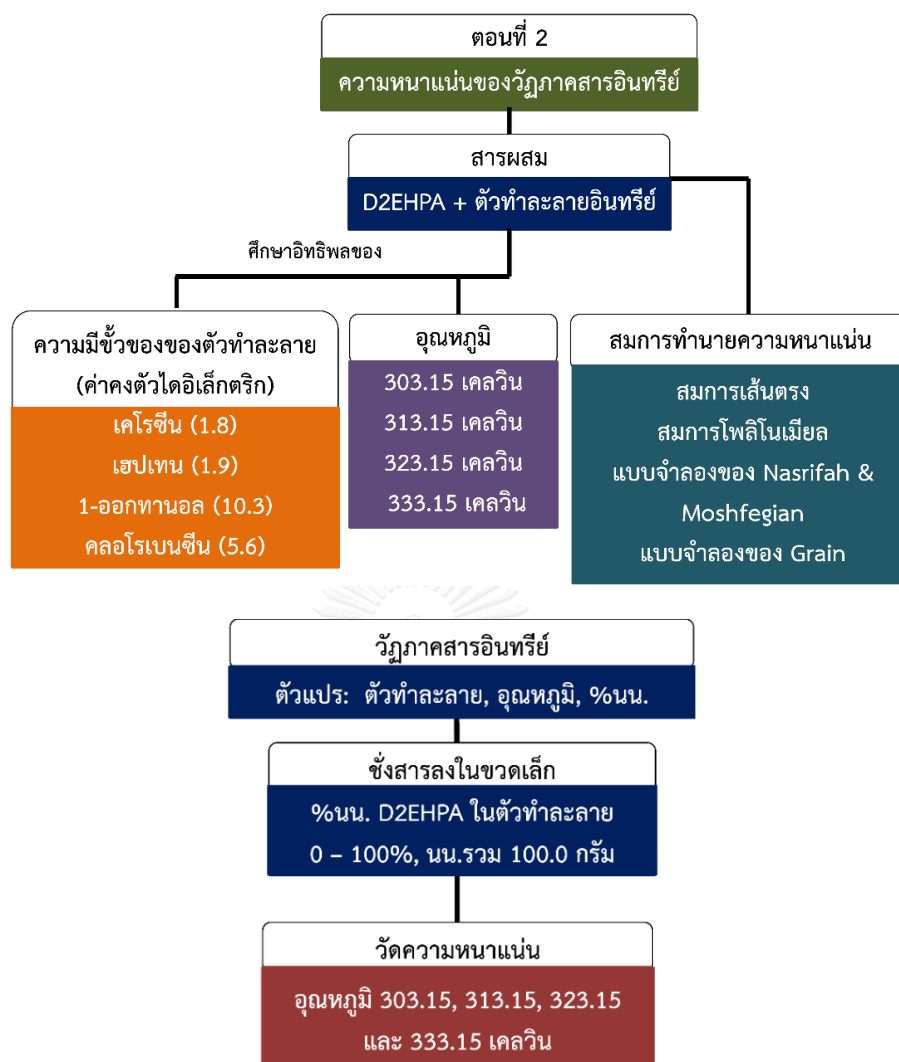 ตอนที่ 2
ความหนาแน่นของวัฏภาคสารอินทรีย์
สารผสม
D2EHPA + ตัวทำละลายอินทรีย์
ศึกษาอิทธิพลของ
ความมีขั้วของของตัวทำละลาย
(ค่าคงตัวไดอิเล็กตริก)
เคโรซีน (1.8)
เฮปเทน (1.9)
1-ออกทานอล (10.3)
คลอโรเบนซีน (5.6)
อุณหภูมิ
303.15 เคลวิน
313.15 เคลวิน
323.15 เคลวิน
333.15 เคลวิน
สมการทำนายความหนาแน่น
สมการเส้นตรง
สมการโพลิโนเมียล
แบบจำลองของ Nasrifah &
Moshfegian
แบบจำลองของ Grain
วัฏภาคสารอินทรีย์
ตัวแปร: ตัวทำละลาย, อุณหภูมิ, %นน.
ชั่งสารลงในขวดเล็ก
%นน. D2EHPA ในตัวทำละลาย
0 – 100%, นน.รวม 100.0 กรัม
วัดความหนาแน่น
อุณหภูมิ 303.15, 313.15, 323.15
และ 333.15 เคลวิน